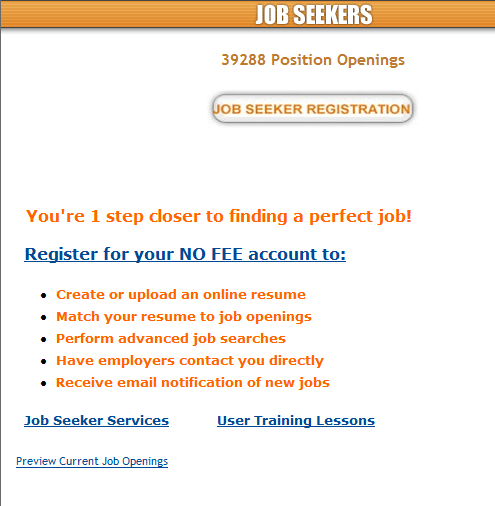 JOB SEEKERS
39288 Position Openings
JOB SEEKER REGISTRATION
You're 1 step closer to finding a perfect job!
Register for your NO FEE account to:
• Create or upload an online resume
• Match your resume to job openings
• Perform advanced job searches
• Have employers contact you directly
• Receive email notification of new jobs
Job Seeker Services User Training Lessons
Preview Current Job Openings